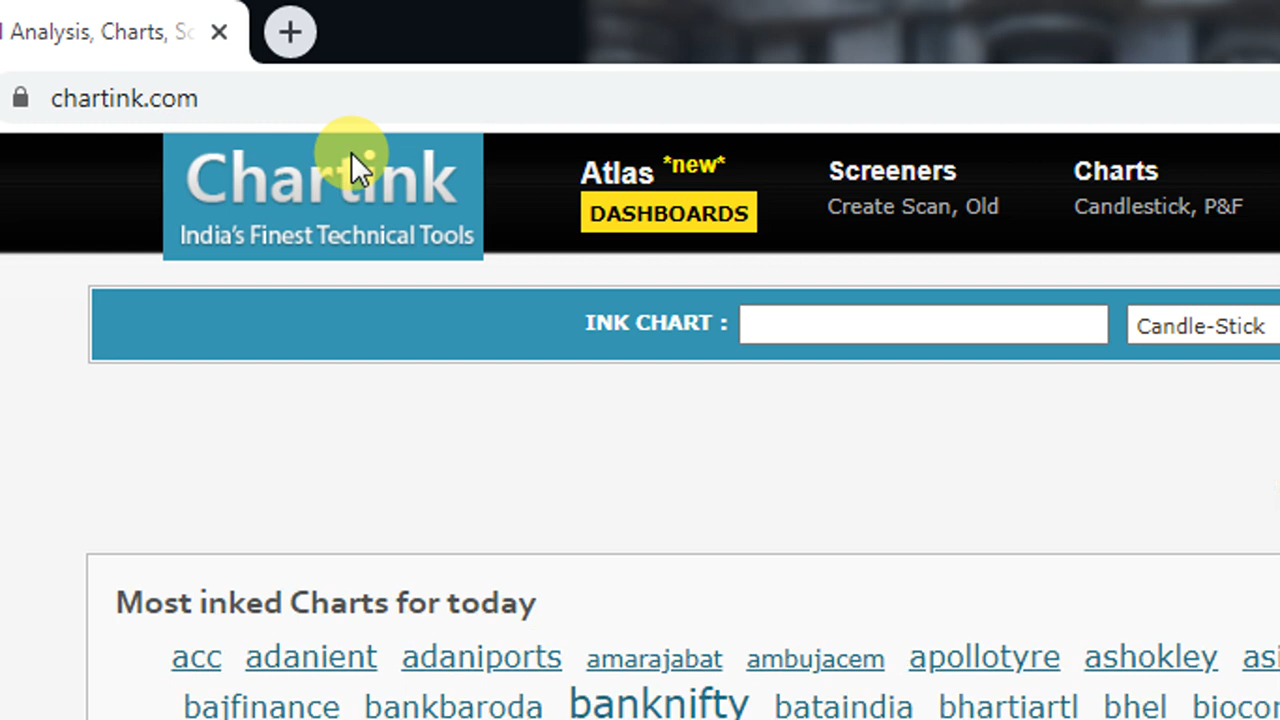 Analysis, Charts, Sc
chartink.com
Chartink
India's Finest Technical Tools
Atlas *new*
DASHBOARDS
Screeners
Create Scan, Old
Charts
Candlestick, P&F
INK CHART :
Candle-Stick
Most inked Charts for today
acc adanient adaniports amarajabat ambujacem apollotyre ashokley asi
bajfinance bankbaroda banknifty bataindia bhartiartl bhel biocon